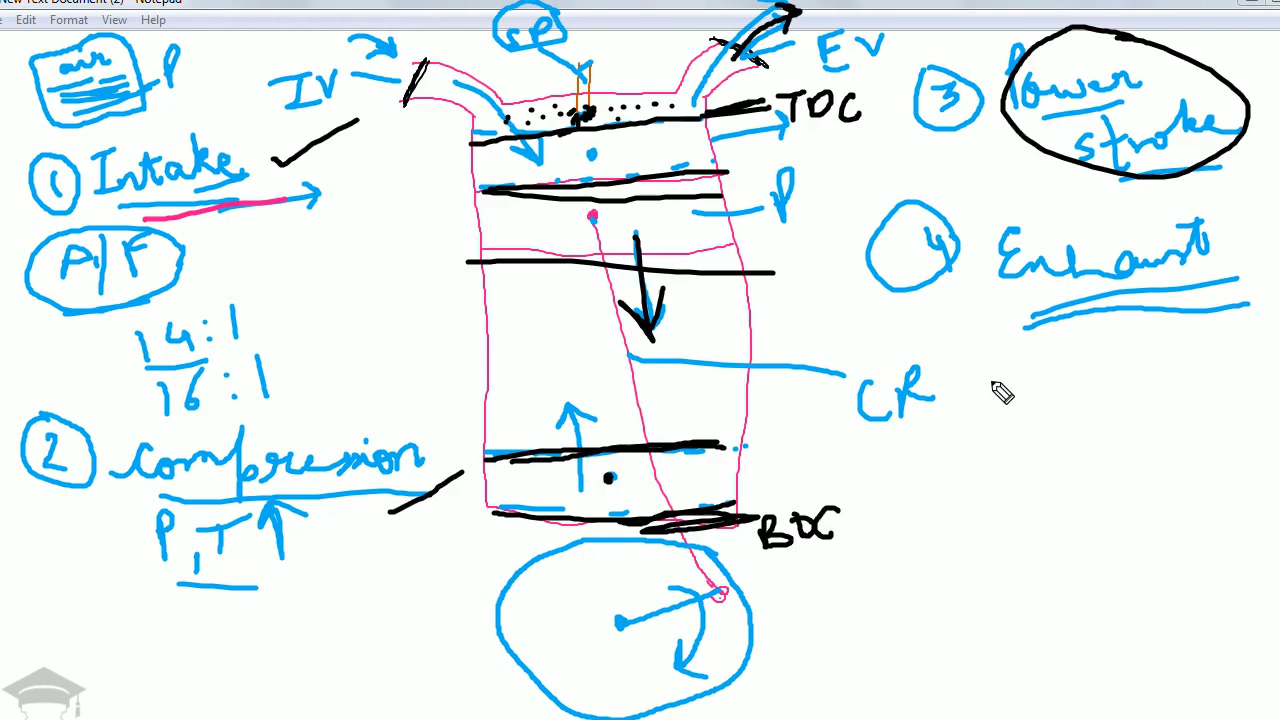 New Text Document (2) - Notepad
Edit Format View Help
air
P
IV
SP
EV
TDC
1 Intake
P
3 Power
stroke
A/F
14:1
16:1
4 Exhaust
CR
2 Compression
P, T
BDC